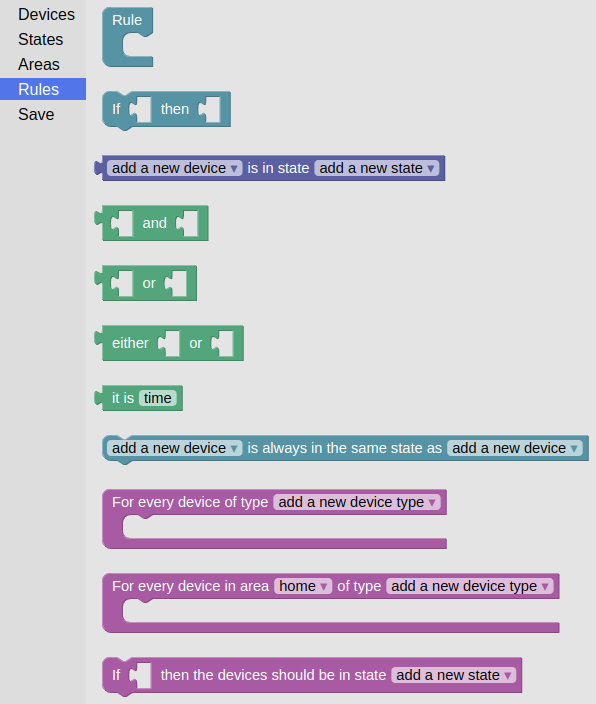 Devices
States
Areas
Rules
Save
Rule
If then
add a new device ▾ is in state add a new state ▾
and
or
either or
it is time
add a new device ▾ is always in the same state as add a new device ▾
For every device of type add a new device type ▾
For every device in area home ▾ of type add a new device type ▾
If then the devices should be in state add a new state ▾